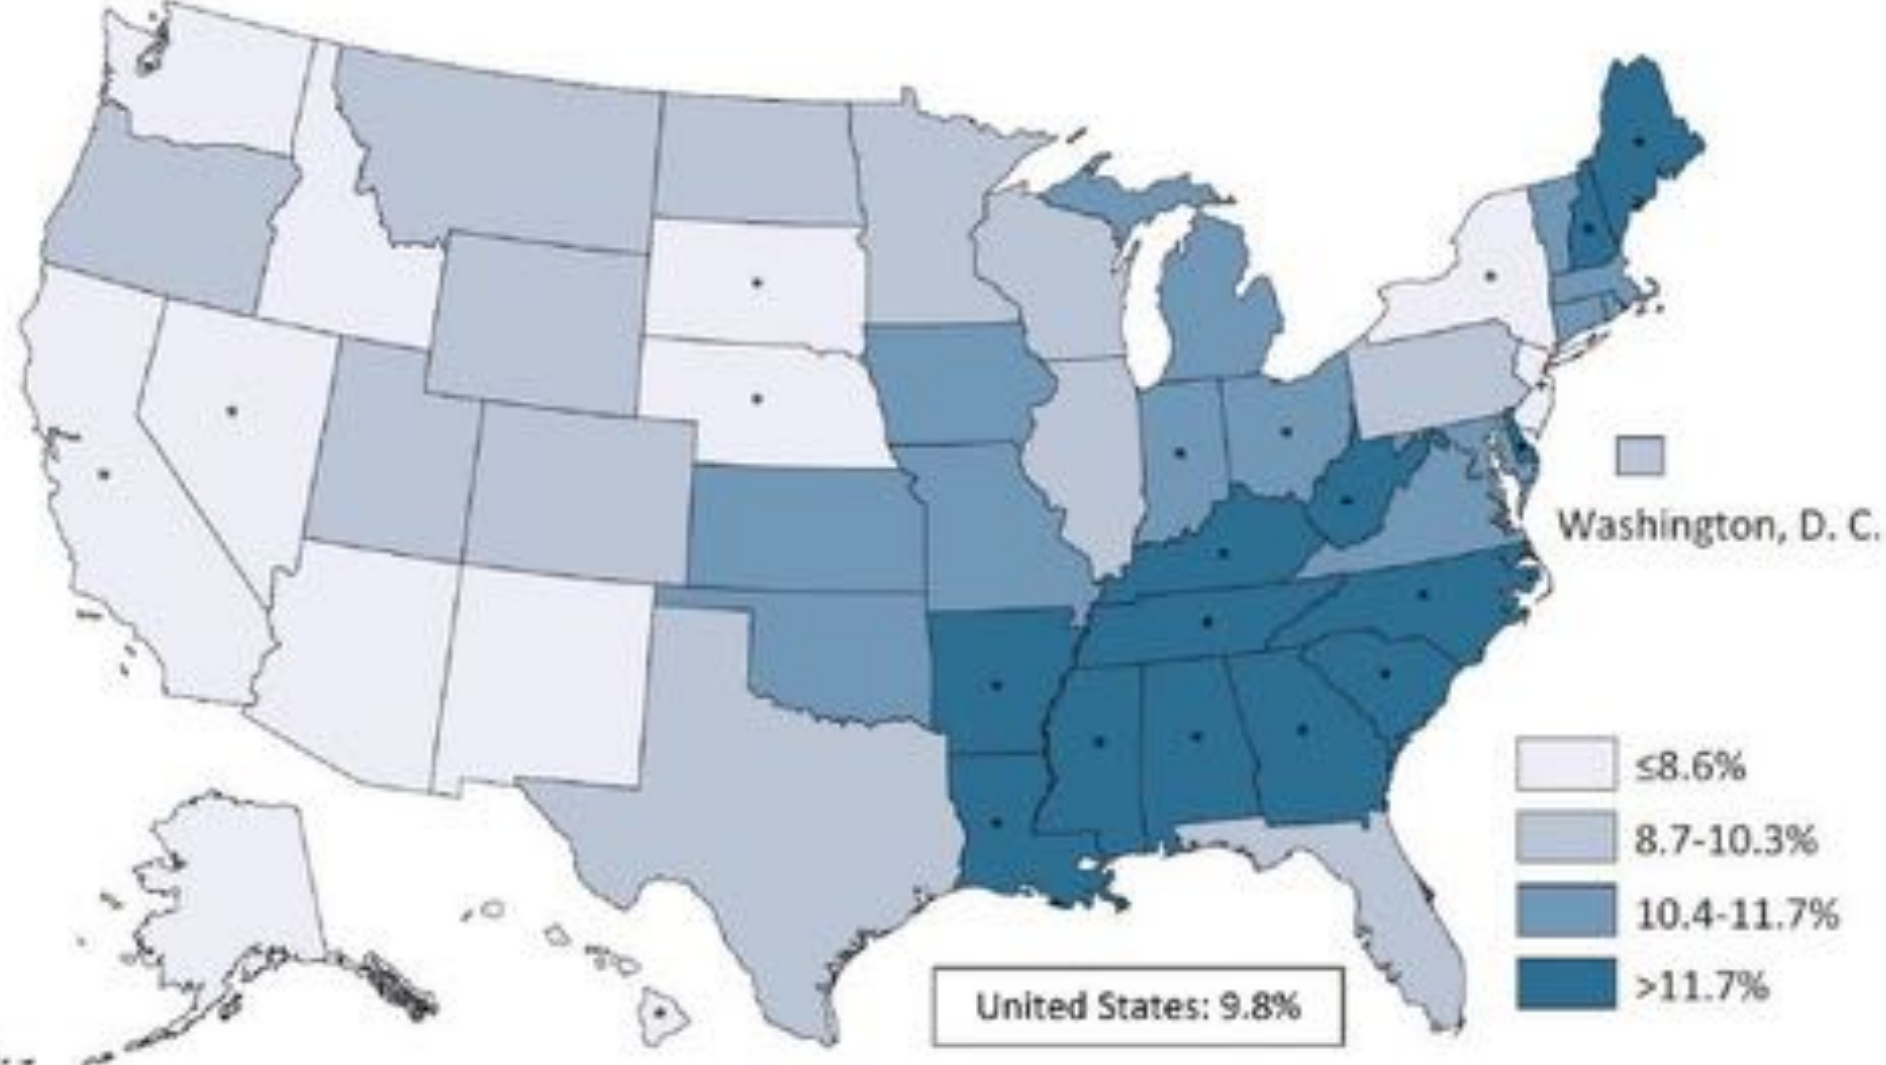 Washington, D. C.
≤8.6%
8.7-10.3%
10.4-11.7%
>11.7%
United States: 9.8%